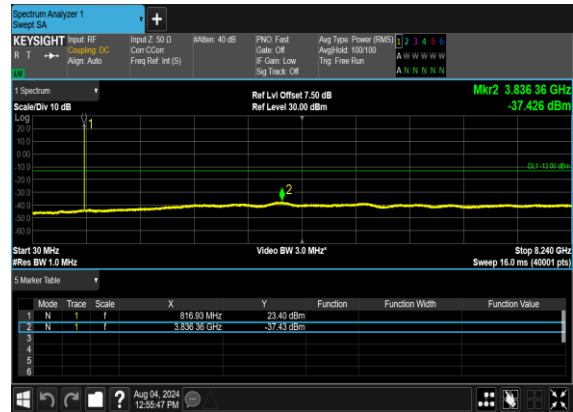 Spectrum Analyzer 1
Swept SA
+
KEYSIGHT Input: RF Input Z: 50 Ω #Atten: 40 dB PNO: Fast Avg Type: Power (RMS) 1 2 3 4 5 6
R T Coupling: DC Corr CCorr Gate: Off Avg|Hold: 100/100 A W W W W W
Align: Auto Freq Ref: Int (S) IF Gain: Low Trig: Free Run
Sig Track: Off A N N N N N
1 Spectrum Ref Lvl Offset 7.50 dB Mkr2 3.836 36 GHz
Scale/Div 10 dB Ref Level 30.00 dBm -37.426 dBm
Log
20.0
10.0
0.00
-10.0
-20.0
-30.0
-40.0
-50.0
-60.0
1
DL1 -13.00 dBm
2
Start 30 MHz Video BW 3.0 MHz* Stop 8.240 GHz
#Res BW 1.0 MHz Sweep 16.0 ms (40001 pts)
5 Marker Table
Mode Trace Scale X Y Function Function Width Function Value
1 N 1 f 816.93 MHz 23.40 dBm
2 N 1 f 3.836 36 GHz -37.43 dBm
3
4
5
6
? Aug 04, 2024
12:55:47 PM